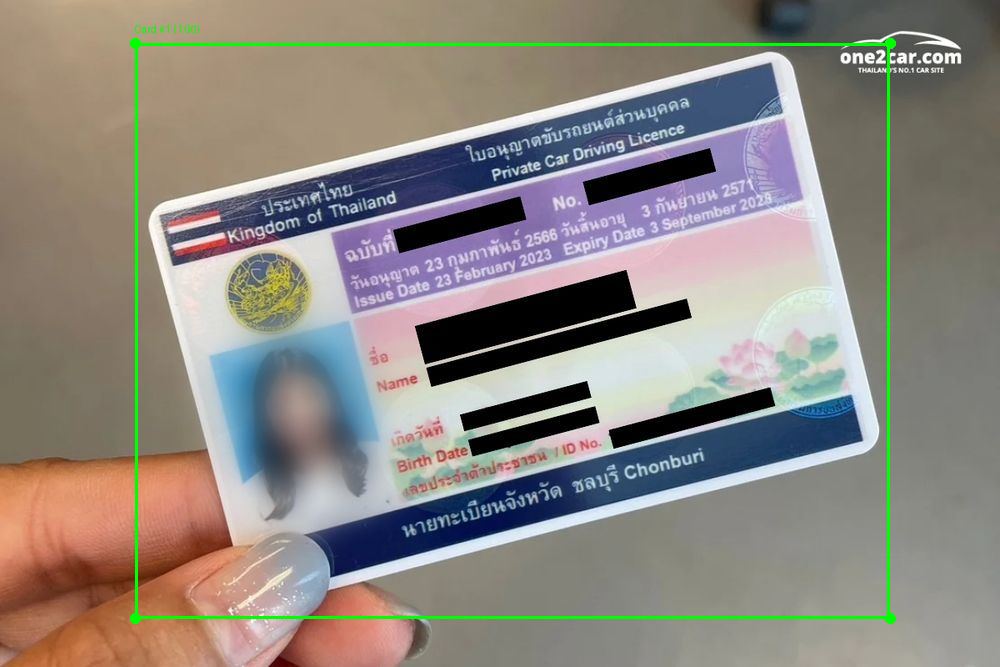 Card #1 (1.00)
one2car.com
THAILAND'S NO.1 CAR SITE
ใบอนุญาตขับรถยนต์ส่วนบุคคล
Private Car Driving Licence
ประเทศไทย
Kingdom of Thailand
ฉบับที่ No.
วันอนุญาต 23 กุมภาพันธ์ 2566 วันสิ้นอายุ 3 กันยายน 2571
Issue Date 23 February 2023 Expiry Date 3 September 2028
ชื่อ
Name
เกิดวันที่
Birth Date
เลขประจำตัวประชาชน / ID No.
นายทะเบียนจังหวัด ชลบุรี Chonburi